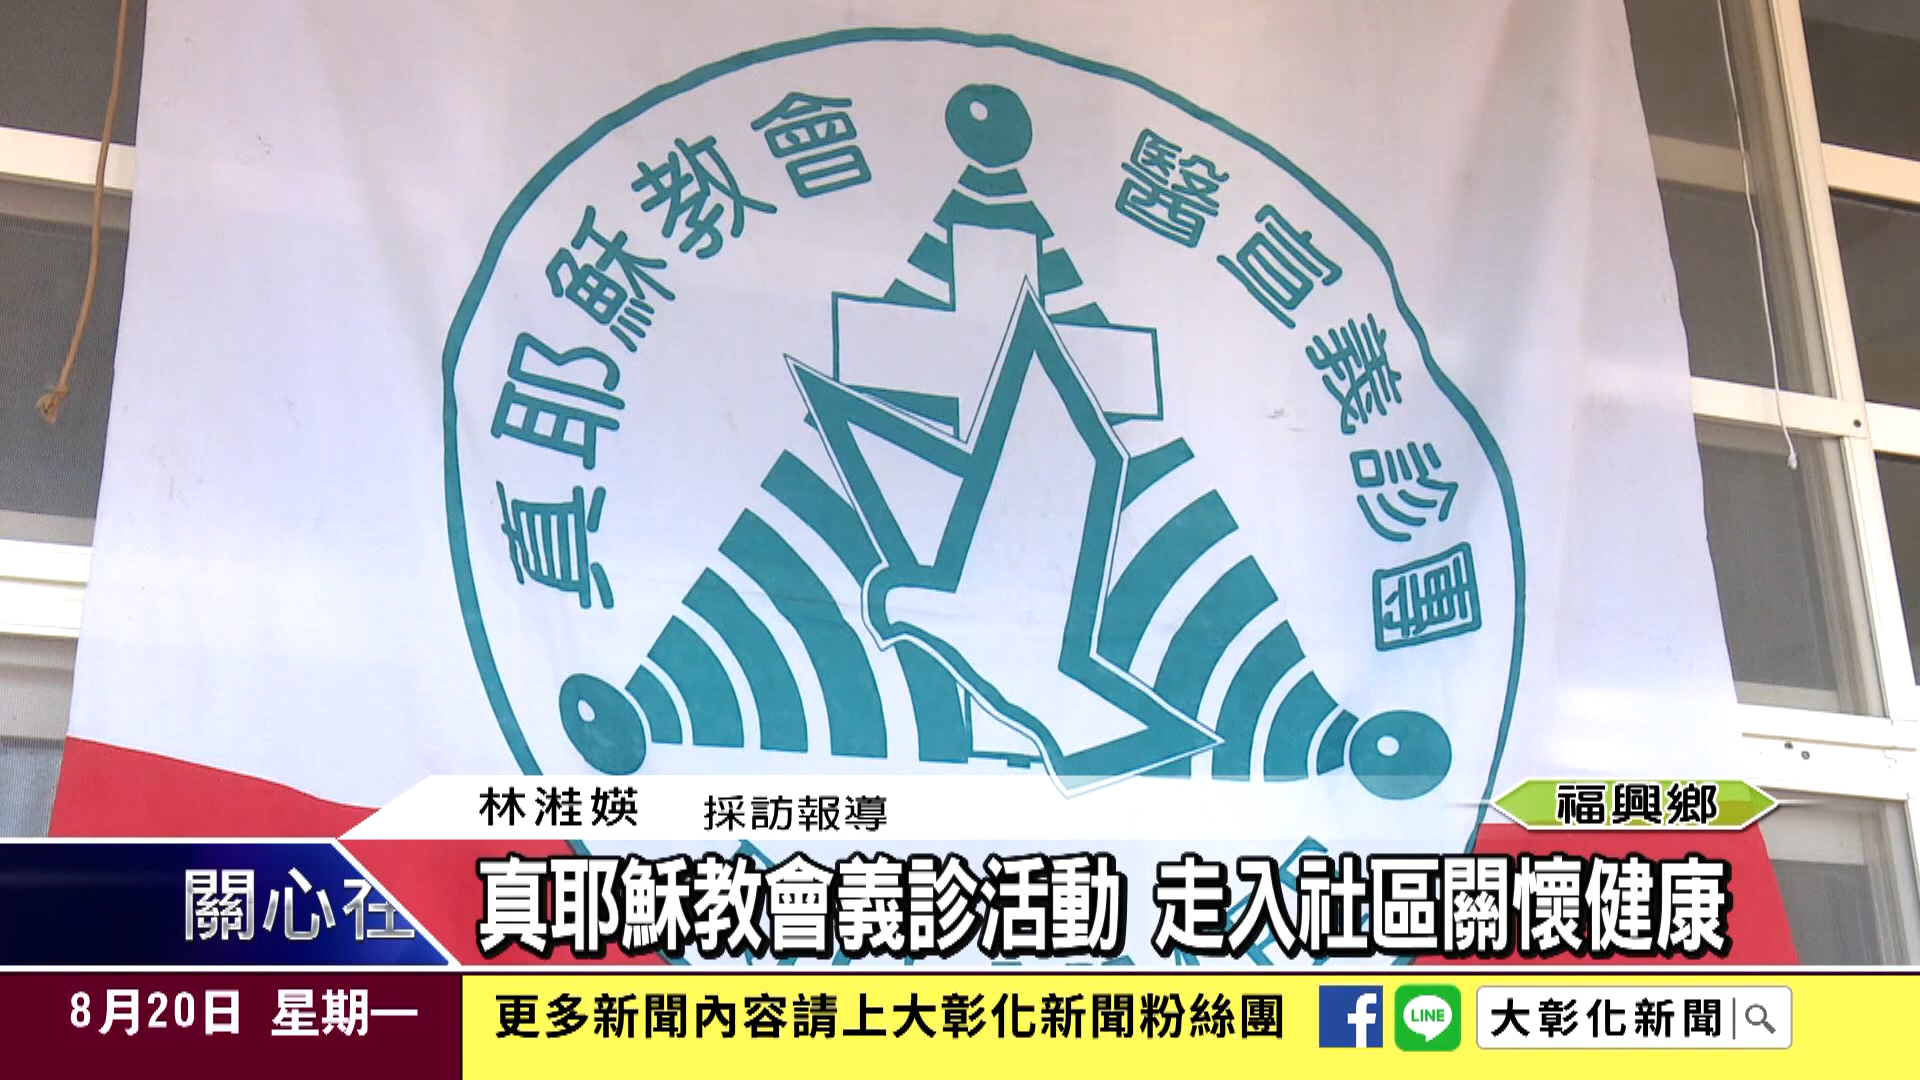 真耶穌教會 醫宣義診團
林溎媖 採訪報導
福興鄉
關心在
真耶穌教會義診活動 走入社區關懷健康
8月20日 星期一
更多新聞內容請上大彰化新聞粉絲團
LINE
大彰化新聞